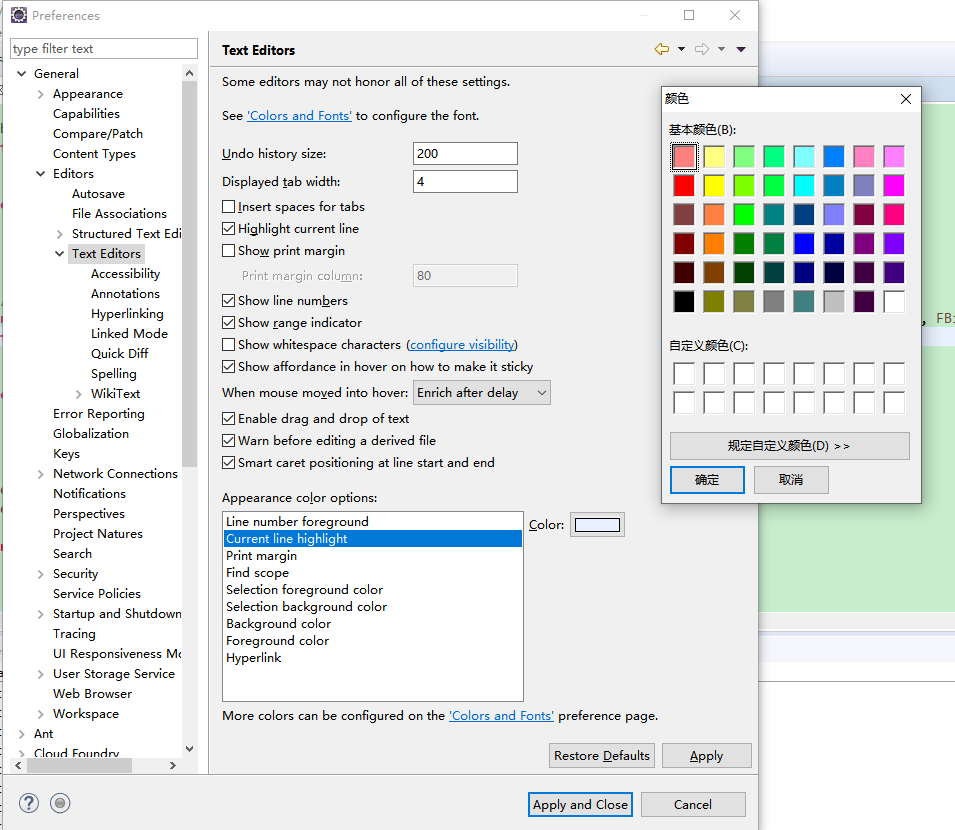 Preferences
type filter text
General
Appearance
Capabilities
Compare/Patch
Content Types
Editors
Autosave
File Associations
Structured Text Edi
Text Editors
Accessibility
Annotations
Hyperlinking
Linked Mode
Quick Diff
Spelling
WikiText
Error Reporting
Globalization
Keys
Network Connections
Notifications
Perspectives
Project Natures
Search
Security
Service Policies
Startup and Shutdown
Tracing
UI Responsiveness Mo
User Storage Service
Web Browser
Workspace
Ant
Cloud Foundry
Text Editors
Some editors may not honor all of these settings.
See 'Colors and Fonts' to configure the font.
Undo history size: 200
Displayed tab width: 4
Insert spaces for tabs
Highlight current line
Show print margin
Print margin column: 80
Show line numbers
Show range indicator
Show whitespace characters (configure visibility)
Show affordance in hover on how to make it sticky
When mouse moved into hover: Enrich after delay
Enable drag and drop of text
Warn before editing a derived file
Smart caret positioning at line start and end
Appearance color options:
Line number foreground
Current line highlight
Print margin
Find scope
Selection foreground color
Selection background color
Background color
Foreground color
Hyperlink
Color:
More colors can be configured on the 'Colors and Fonts' preference page.
Restore Defaults Apply
Apply and Close Cancel
颜色
基本颜色(B):
自定义颜色(C):
规定自定义颜色(D) >>
确定 取消
, FB: